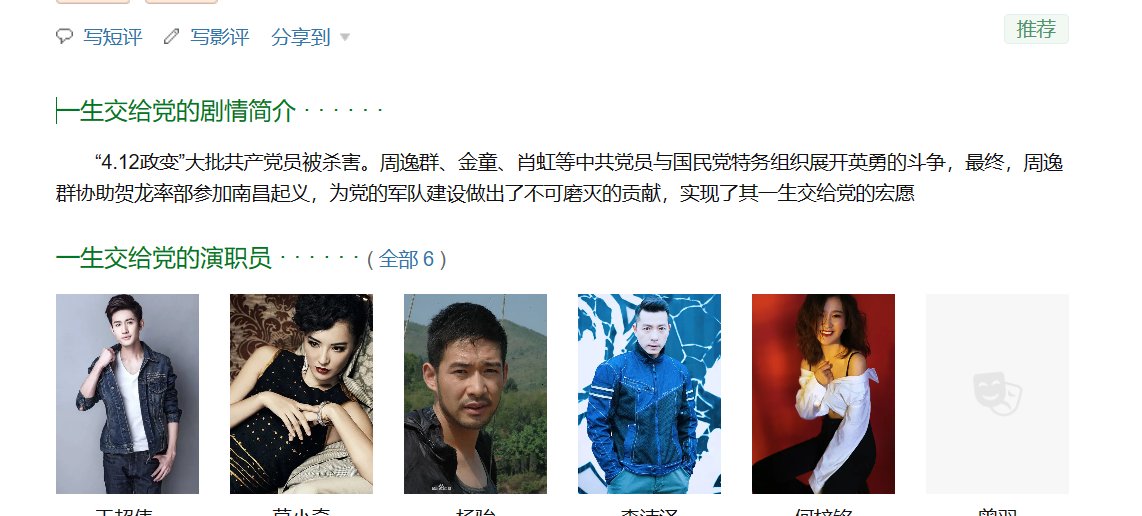 写短评 写影评 分享到
推荐
一生交给党的剧情简介 · · · · · ·
“4.12政变”大批共产党员被杀害。周逸群、金童、肖虹等中共党员与国民党特务组织展开英勇的斗争，最终，周逸
群协助贺龙率部参加南昌起义，为党的军队建设做出了不可磨灭的贡献，实现了其一生交给党的宏愿
一生交给党的演职员 · · · · · · ( 全部 6 )